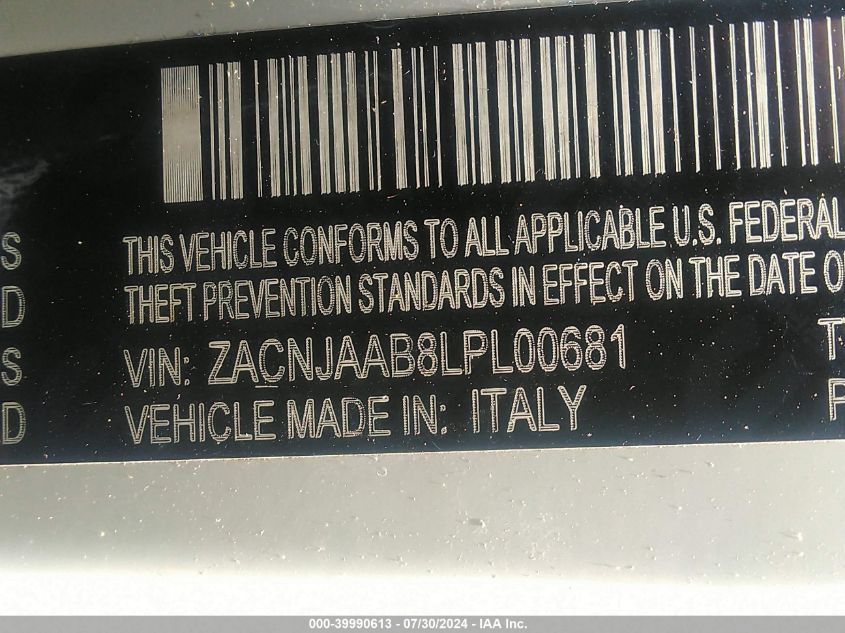 S THIS VEHICLE CONFORMS TO ALL APPLICABLE U.S. FEDERAL
D THEFT PREVENTION STANDARDS IN EFFECT ON THE DATE O
S VIN: ZACNJAAB8LPL00681 T
D VEHICLE MADE IN: ITALY P
000-39990613 - 07/30/2024 - IAA Inc.